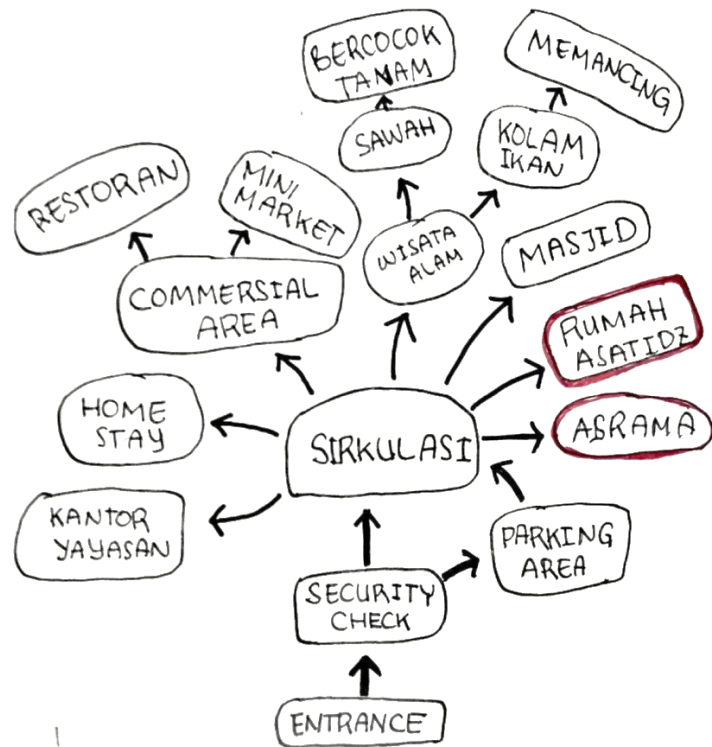 BERCOCOK
TANAM
MEMANCING
SAWAH
KOLAM
IKAN
RESTORAN
MINI
MARKET
WISATA
ALAM
MASJID
COMMERSIAL
AREA
RUMAH
ASATIDZ
HOME
STAY
SIRKULASI
ASRAMA
KANTOR
YAYASAN
PARKING
AREA
SECURITY
CHECK
ENTRANCE